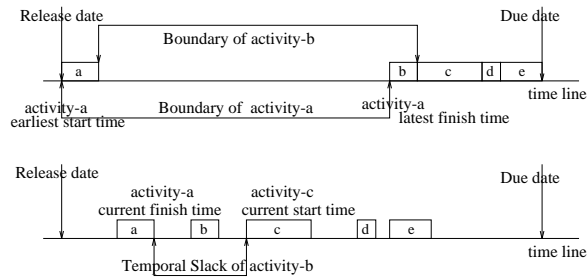 Release date
Due date
Boundary of activity-b
a
b
c
d
e
time line
activity-a
earliest start time
Boundary of activity-a
activity-a
latest finish time
Release date
Due date
activity-a
current finish time
activity-c
current start time
a
b
c
d
e
time line
Temporal Slack of activity-b